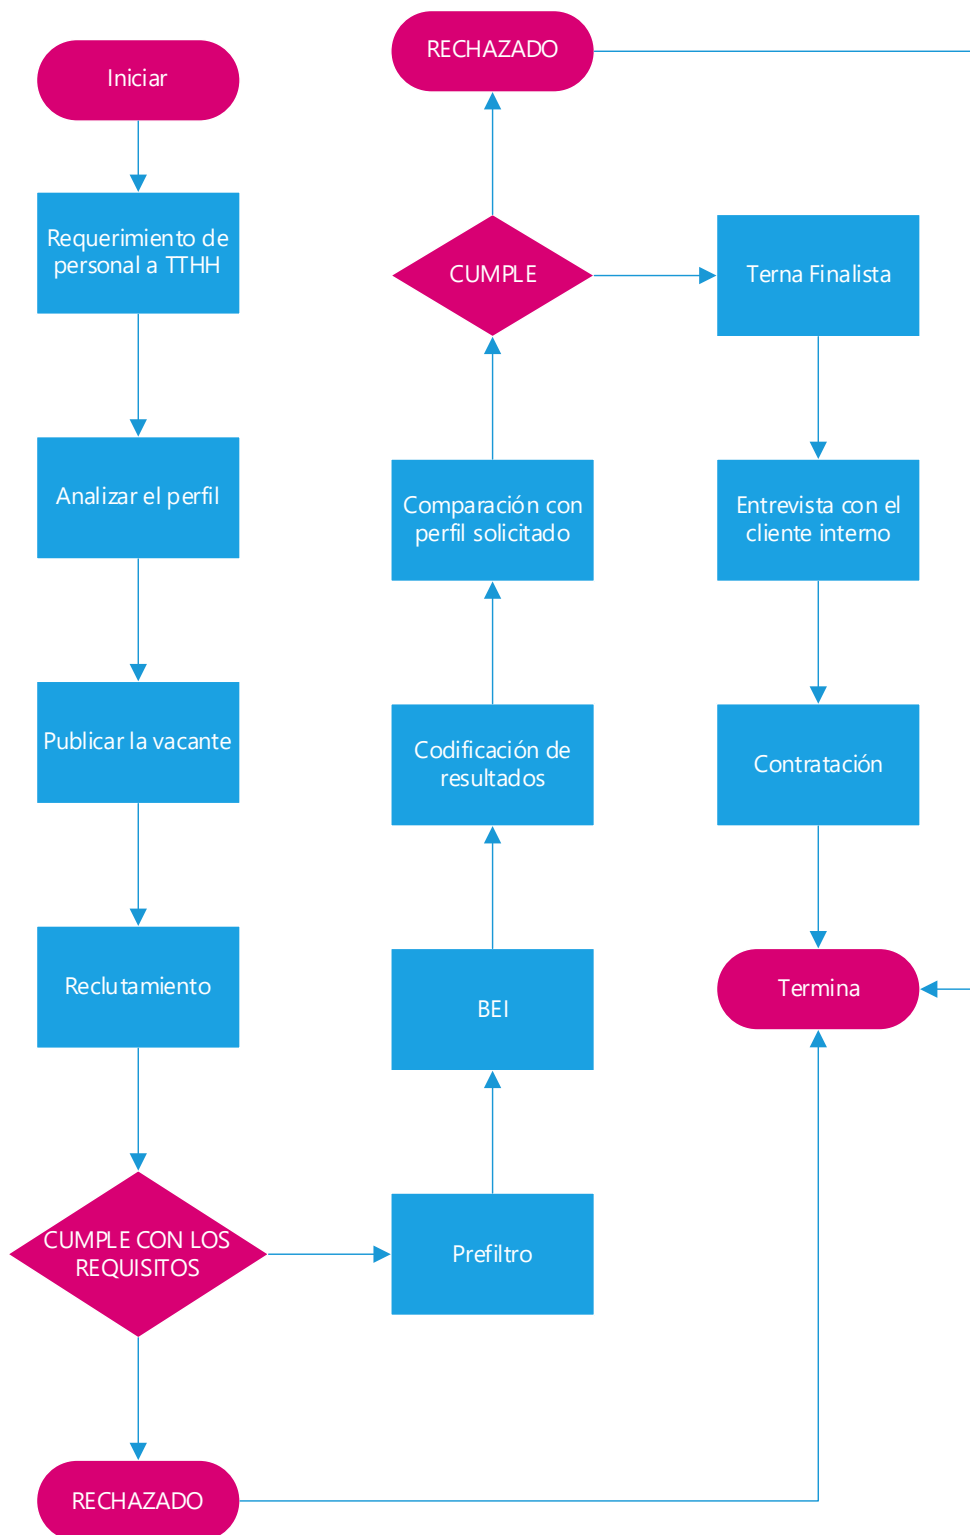 Iniciar
Requerimiento de
personal a TTHH
Analizar el perfil
Publicar la vacante
Reclutamiento
CUMPLE CON LOS
REQUISITOS
RECHAZADO
Prefiltro
BEI
Codificación de
resultados
Comparación con
perfil solicitado
CUMPLE
RECHAZADO
Terna Finalista
Entrevista con el
cliente interno
Contratación
Termina